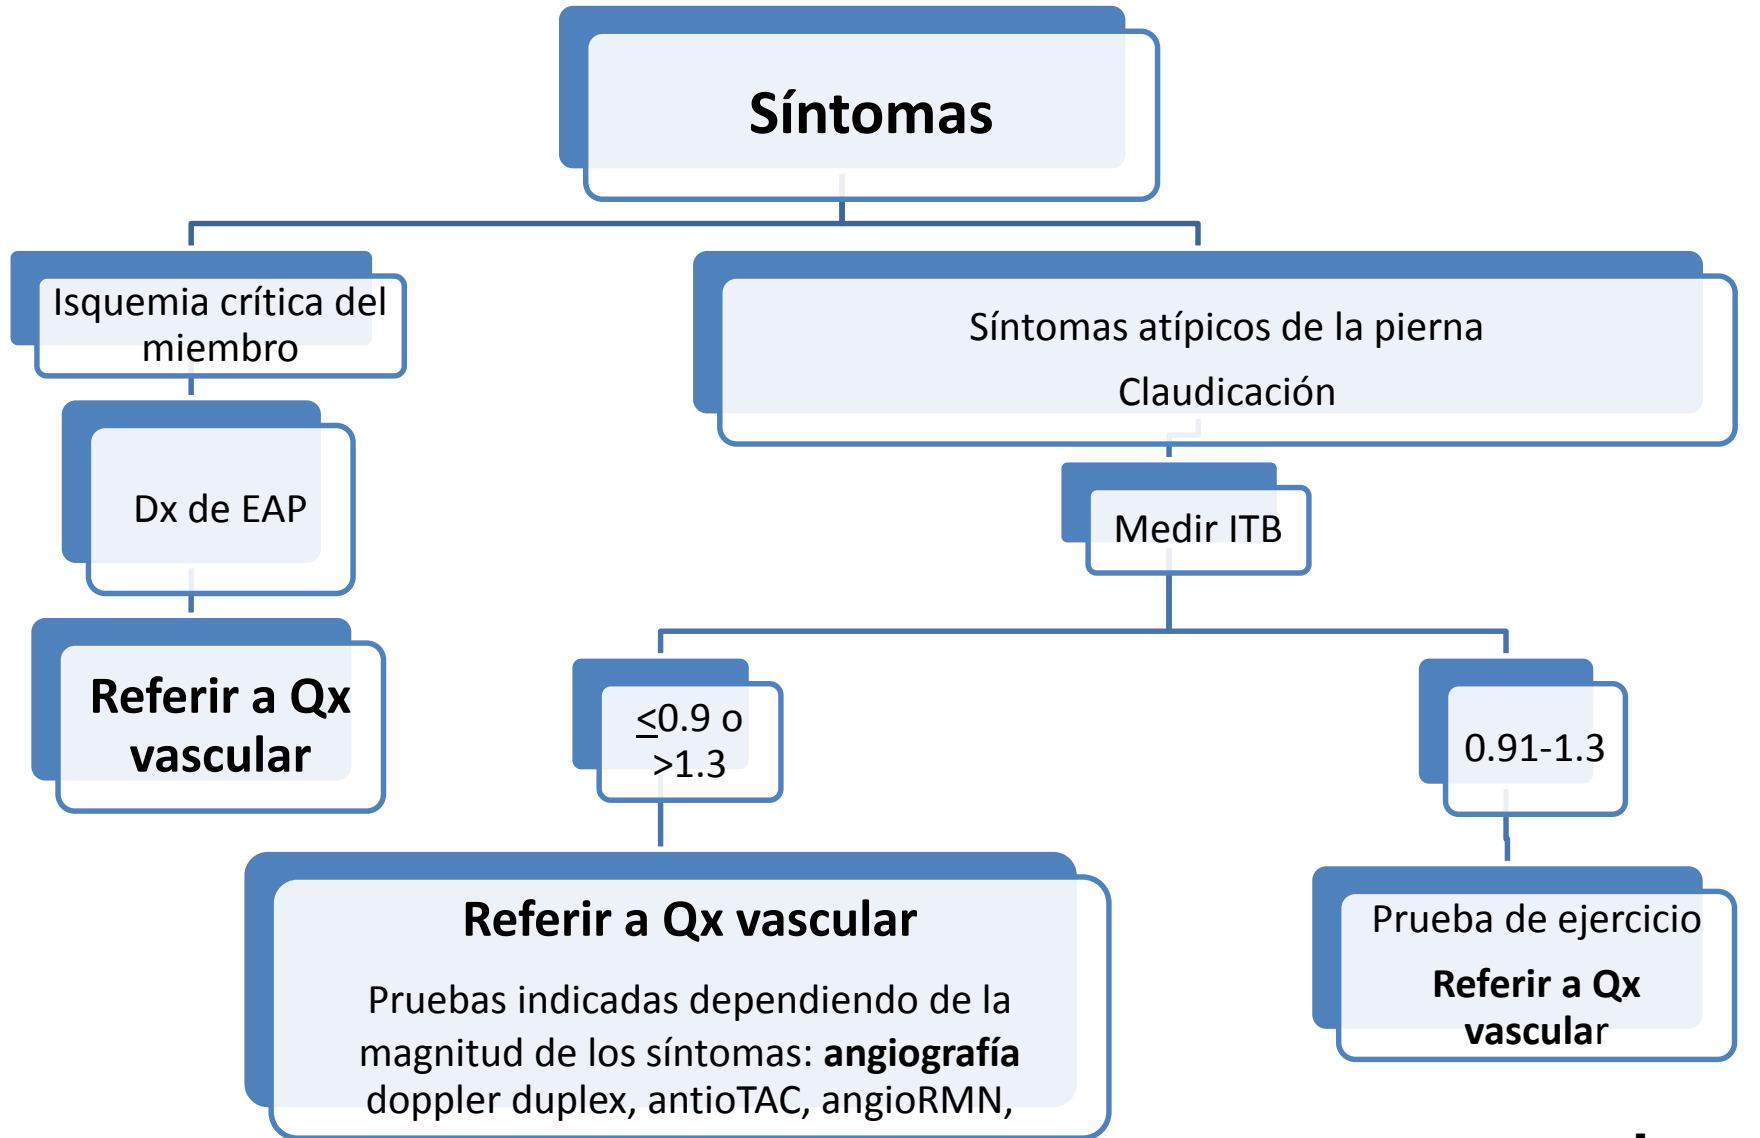 Síntomas
Isquemia crítica del
miembro
Síntomas atípicos de la pierna
Claudicación
Dx de EAP
Medir ITB
Referir a Qx
vascular
≤0.9 o
>1.3
0.91-1.3
Referir a Qx vascular
Pruebas indicadas dependiendo de la
magnitud de los síntomas: angiografía
doppler duplex, antioTAC, angioRMN,
Prueba de ejercicio
Referir a Qx
vascular